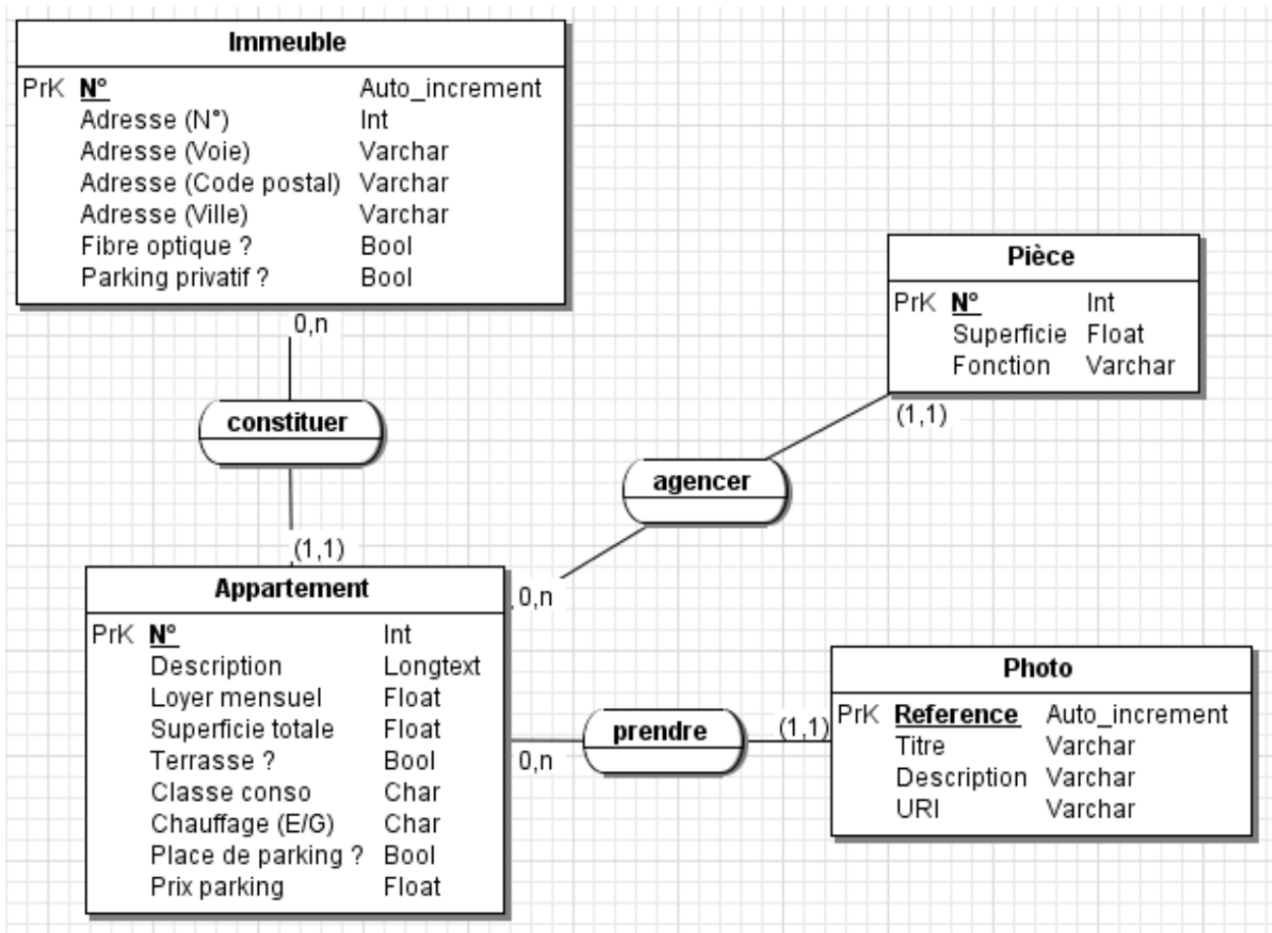 Immeuble
PrK N° Auto_increment
Adresse (N°) Int
Adresse (Voie) Varchar
Adresse (Code postal) Varchar
Adresse (Ville) Varchar
Fibre optique ? Bool
Parking privatif ? Bool
0,n
constituer
(1,1)
Pièce
PrK N° Int
Superficie Float
Fonction Varchar
(1,1)
agencer
0,n
Appartement
PrK N° Int
Description Longtext
Loyer mensuel Float
Superficie totale Float
Terrasse ? Bool
Classe conso Char
Chauffage (E/G) Char
Place de parking ? Bool
Prix parking Float
0,n
prendre
(1,1)
Photo
PrK Reference Auto_increment
Titre Varchar
Description Varchar
URI Varchar